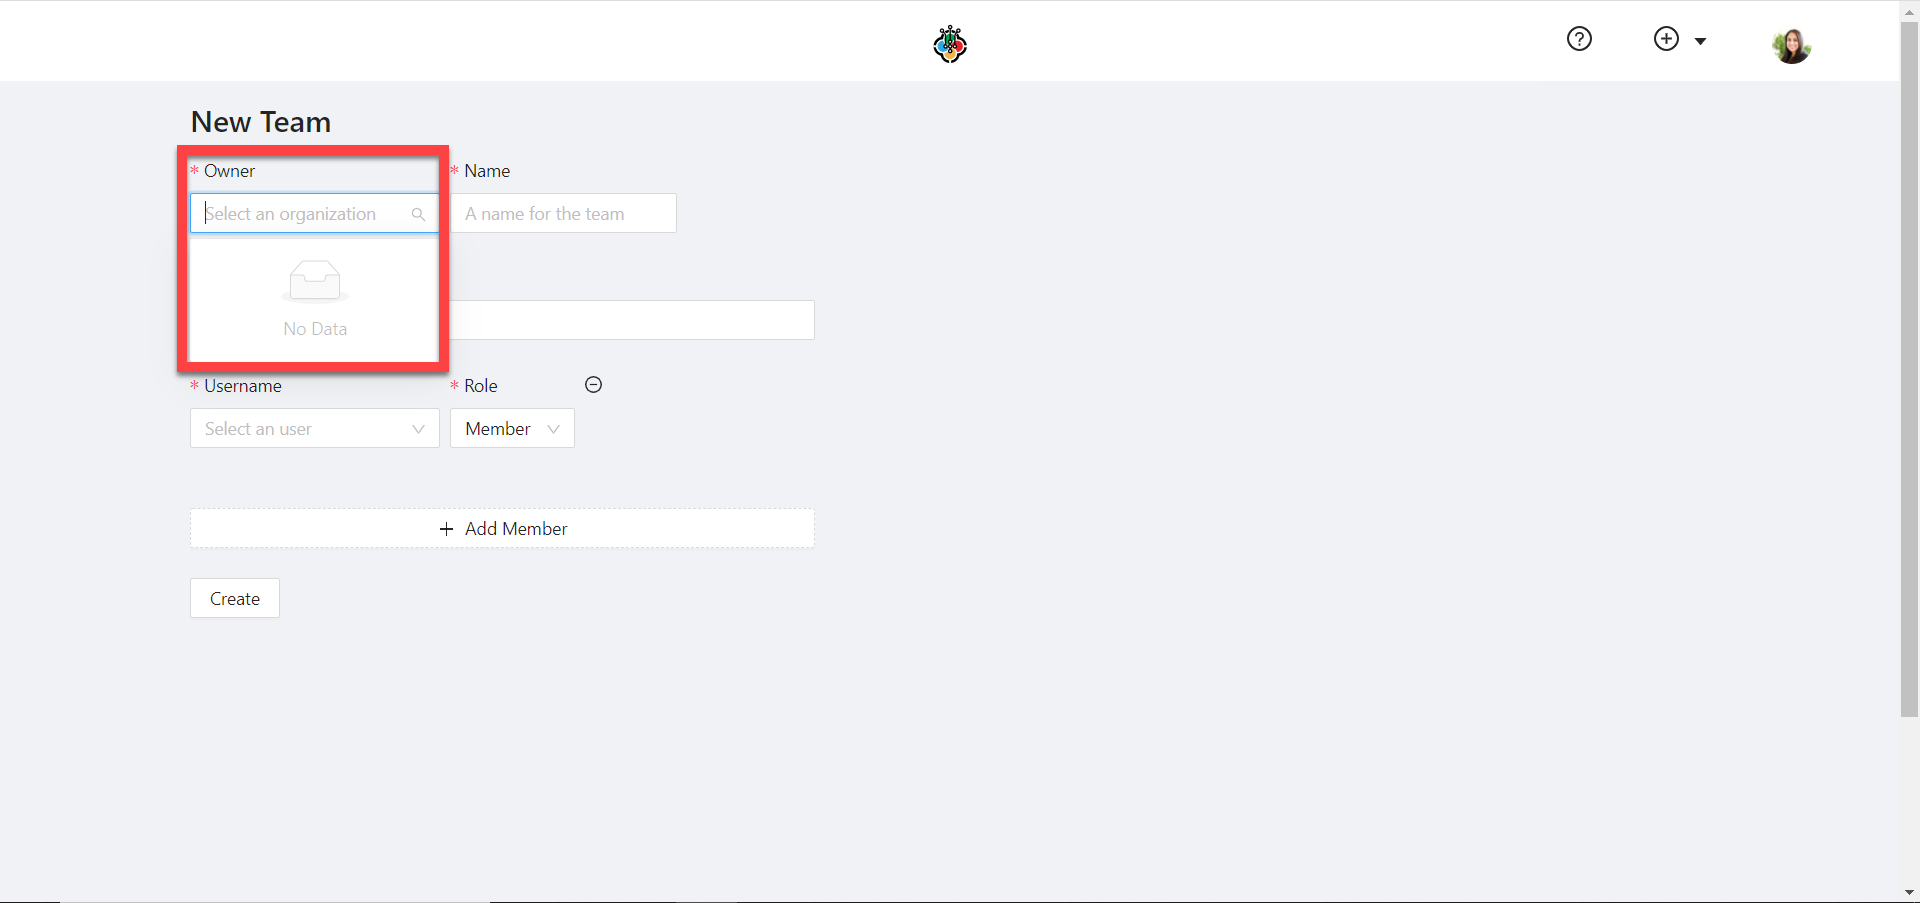 New Team
* Owner
* Name
Select an organization
A name for the team
No Data
* Username
* Role
Select an user
Member
Add Member
Create